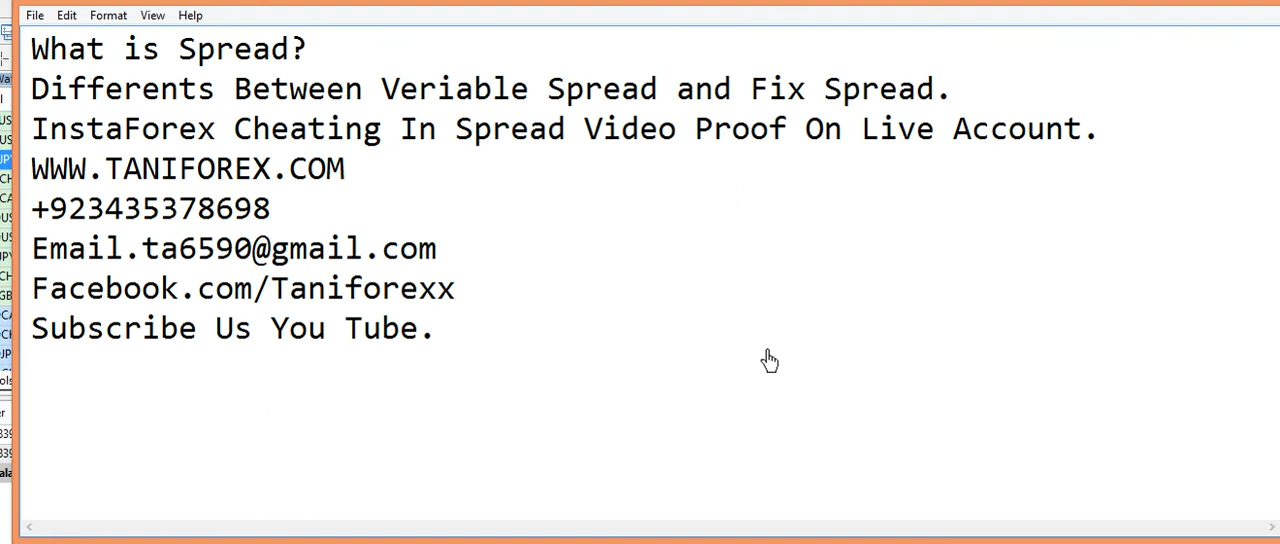 File Edit Format View Help
What is Spread?
Differents Between Veriable Spread and Fix Spread.
InstaForex Cheating In Spread Video Proof On Live Account.
WWW.TANIFOREX.COM
+923435378698
Email.ta6590@gmail.com
Facebook.com/Taniforexx
Subscribe Us You Tube.